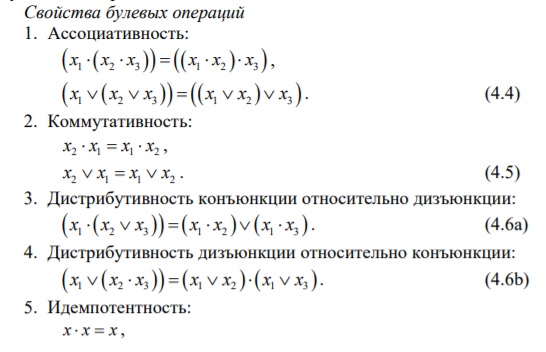 Свойства булевых операций
1. Ассоциативность:
(x₁·(x₂·x₃))=((x₁·x₂)·x₃),
(x₁∨(x₂∨x₃))=((x₁∨x₂)∨x₃). (4.4)
2. Коммутативность:
x₂·x₁=x₁·x₂,
x₂∨x₁=x₁∨x₂. (4.5)
3. Дистрибутивность конъюнкции относительно дизъюнкции:
(x₁·(x₂∨x₃))=(x₁·x₂)∨(x₁·x₃). (4.6a)
4. Дистрибутивность дизъюнкции относительно конъюнкции:
(x₁∨(x₂·x₃))=(x₁∨x₂)·(x₁∨x₃). (4.6b)
5. Идемпотентность:
x·x=x,